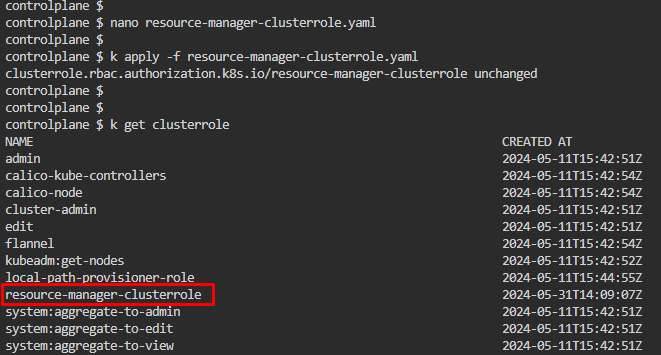 controlplane $
controlplane $ nano resource-manager-clusterrole.yaml
controlplane $
controlplane $ k apply -f resource-manager-clusterrole.yaml
clusterrole.rbac.authorization.k8s.io/resource-manager-clusterrole unchanged
controlplane $
controlplane $
controlplane $ k get clusterrole
NAME CREATED AT
admin 2024-05-11T15:42:51Z
calico-kube-controllers 2024-05-11T15:42:54Z
calico-node 2024-05-11T15:42:54Z
cluster-admin 2024-05-11T15:42:51Z
edit 2024-05-11T15:42:51Z
flannel 2024-05-11T15:42:54Z
kubeadm:get-nodes 2024-05-11T15:42:52Z
local-path-provisioner-role 2024-05-11T15:44:55Z
resource-manager-clusterrole 2024-05-31T14:09:07Z
system:aggregate-to-admin 2024-05-11T15:42:51Z
system:aggregate-to-edit 2024-05-11T15:42:51Z
system:aggregate-to-view 2024-05-11T15:42:51Z